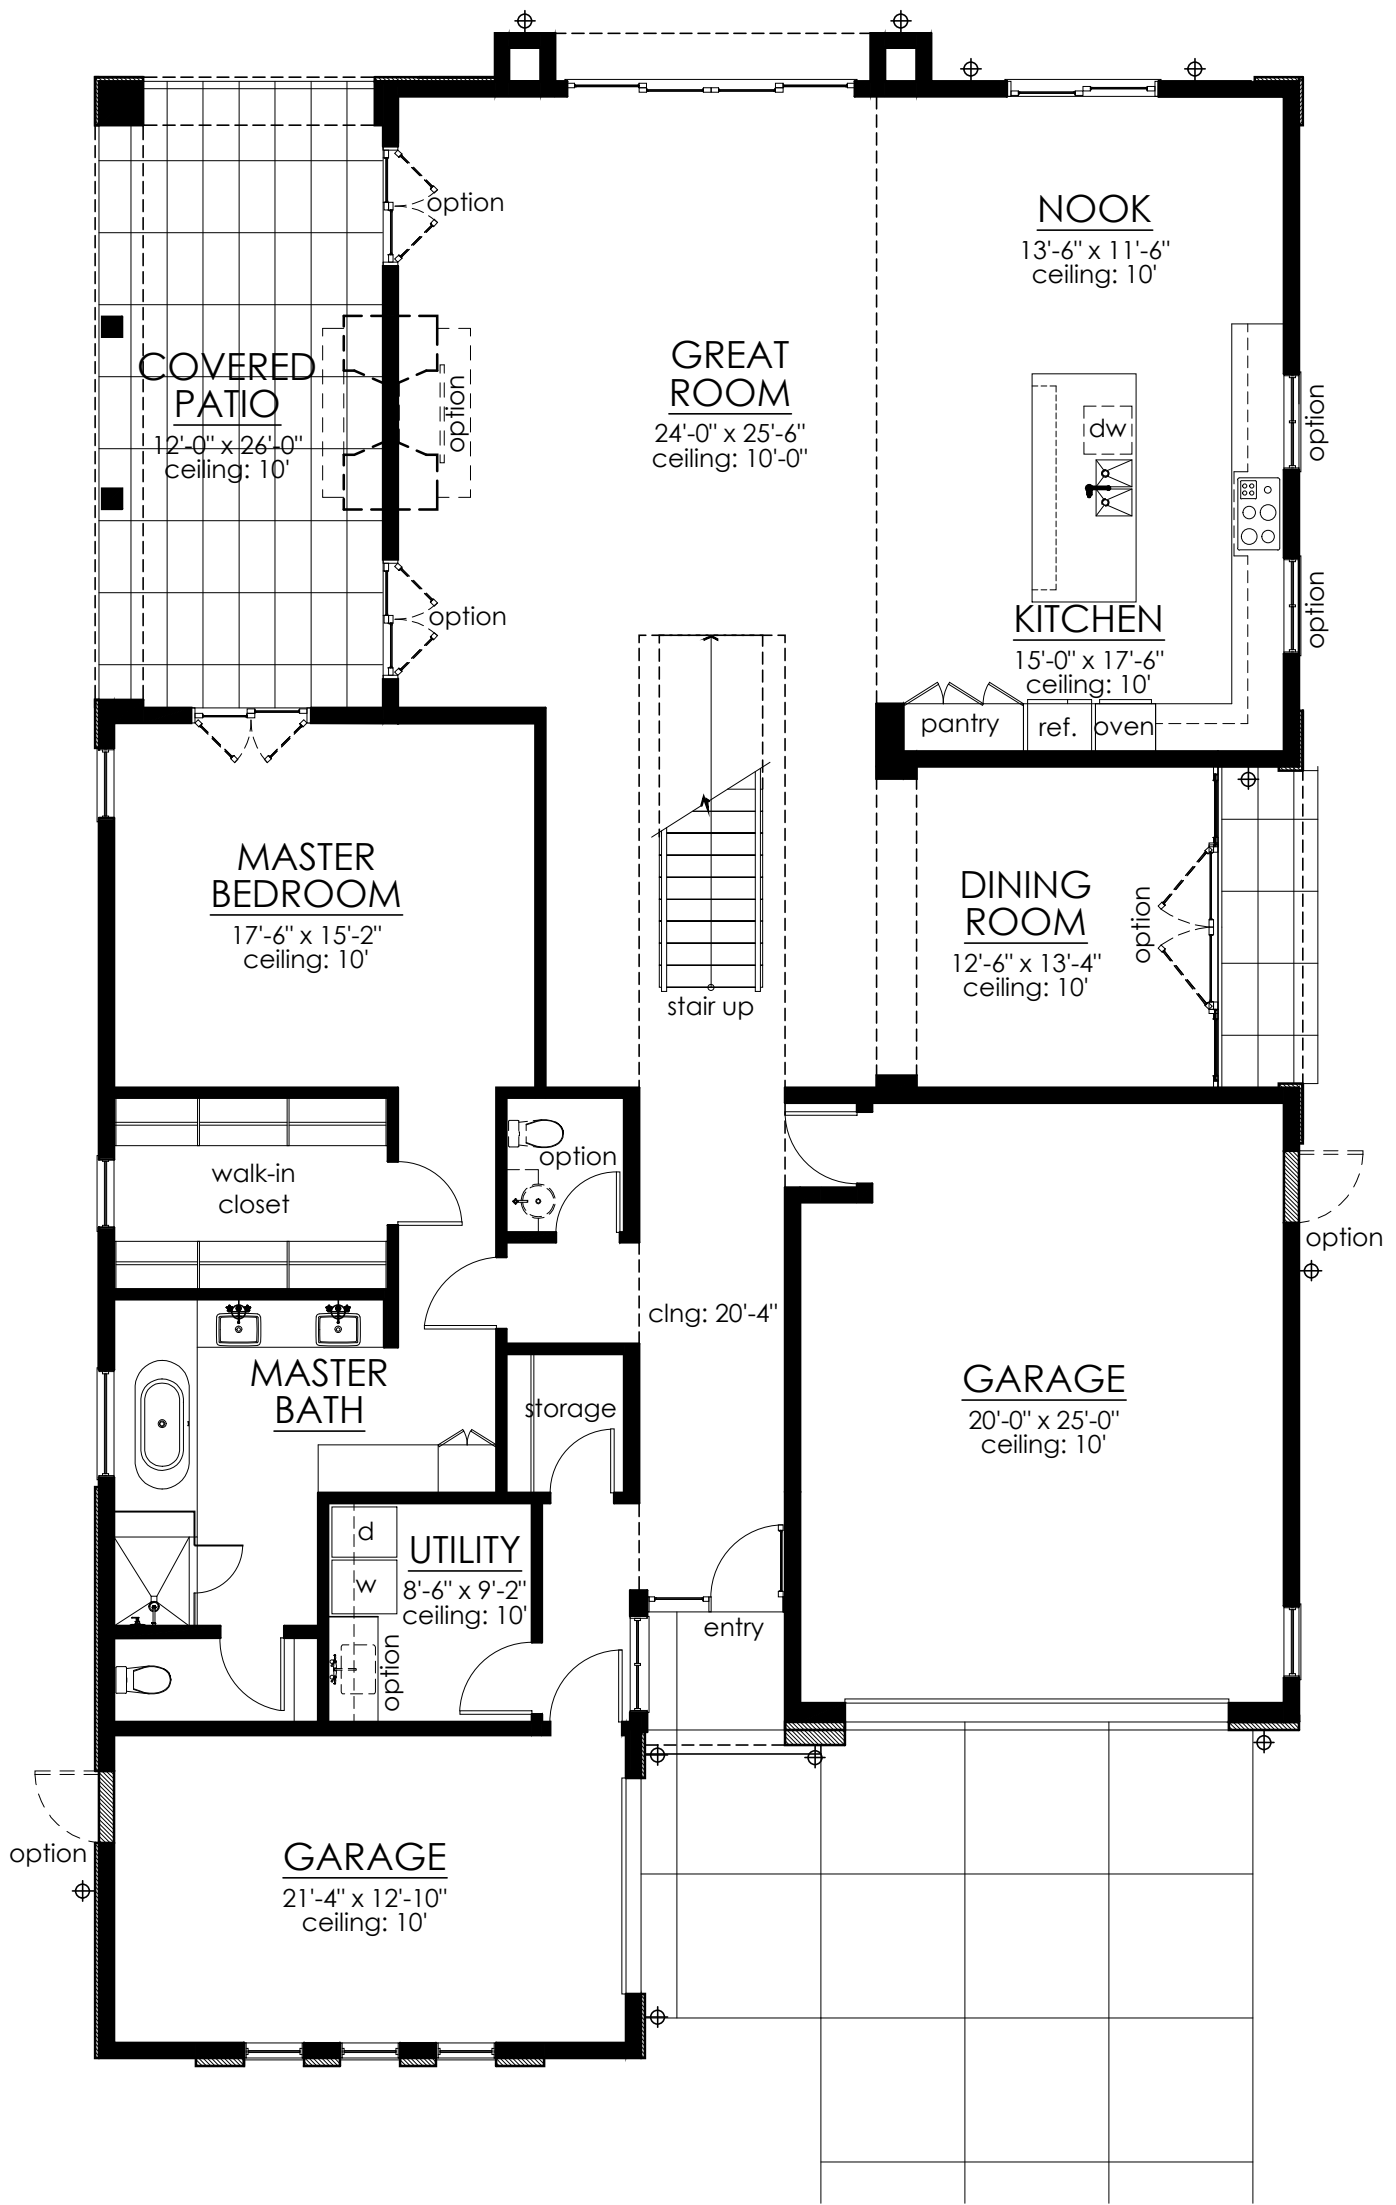 option
NOOK
13'-6" x 11'-6"
ceiling: 10'
COVERED
PATIO
12'-0" x 26'-0"
ceiling: 10'
option
GREAT
ROOM
24'-0" x 25'-6"
ceiling: 10'-0"
dw
option
option
option
KITCHEN
15'-0" x 17'-6"
ceiling: 10'
pantry
ref.
oven
MASTER
BEDROOM
17'-6" x 15'-2"
ceiling: 10'
stair up
DINING
ROOM
12'-6" x 13'-4"
ceiling: 10'
option
walk-in
closet
option
option
clng: 20'-4"
MASTER
BATH
storage
GARAGE
20'-0" x 25'-0"
ceiling: 10'
d
w
UTILITY
8'-6" x 9'-2"
ceiling: 10'
option
entry
option
GARAGE
21'-4" x 12'-10"
ceiling: 10'